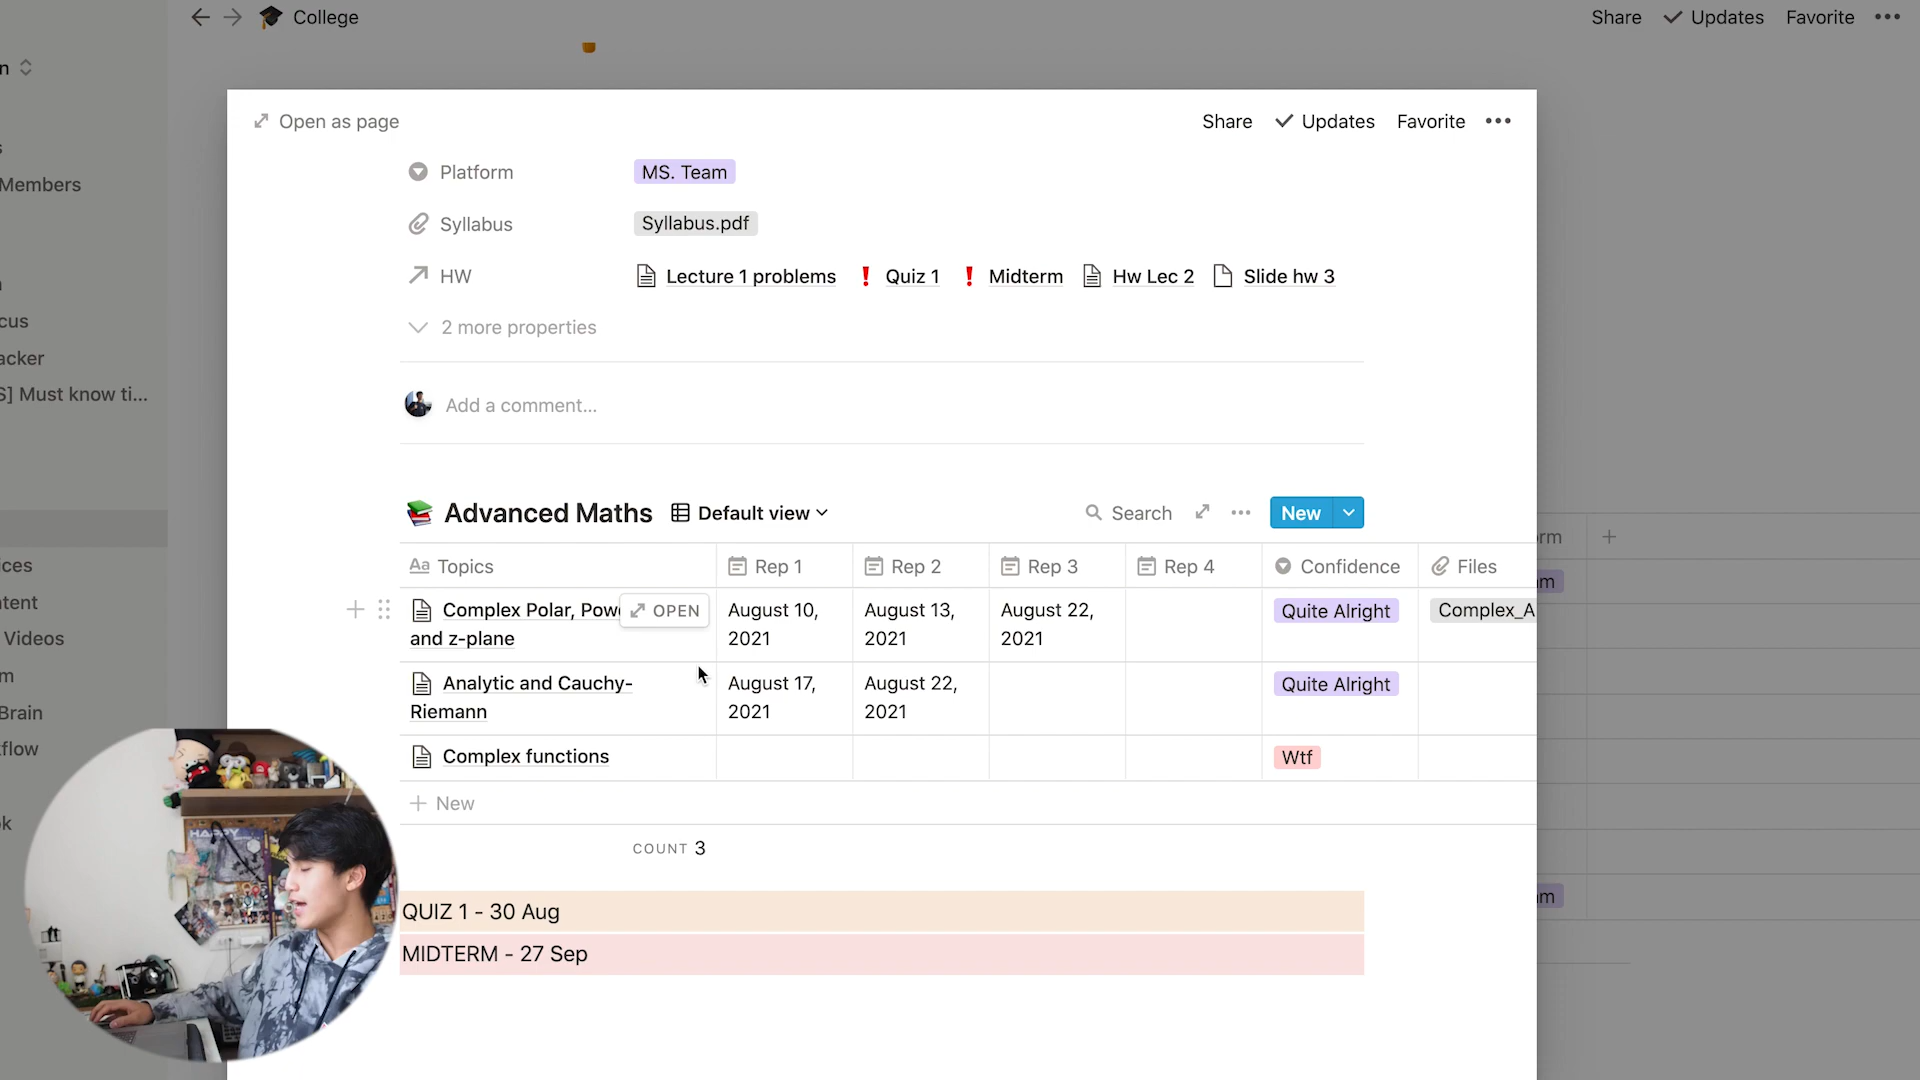 College
Share Updates Favorite
Open as page
Share Updates Favorite
n
Members
cus
acker
S] Must know ti...
ces
tent
Videos
m
Brain
flow
k
Platform MS. Team
Syllabus Syllabus.pdf
HW Lecture 1 problems Quiz 1 Midterm Hw Lec 2 Slide hw 3
2 more properties
Add a comment...
Advanced Maths Default view Search New
Aa Topics Rep 1 Rep 2 Rep 3 Rep 4 Confidence Files
Complex Polar, Pow OPEN August 10, August 13, August 22, Quite Alright Complex_A
and z-plane 2021 2021 2021
Analytic and Cauchy- August 17, August 22, Quite Alright
Riemann 2021 2021
Complex functions Wtf
New
COUNT 3
QUIZ 1 - 30 Aug
MIDTERM - 27 Sep
rm
m
m
HAPPY